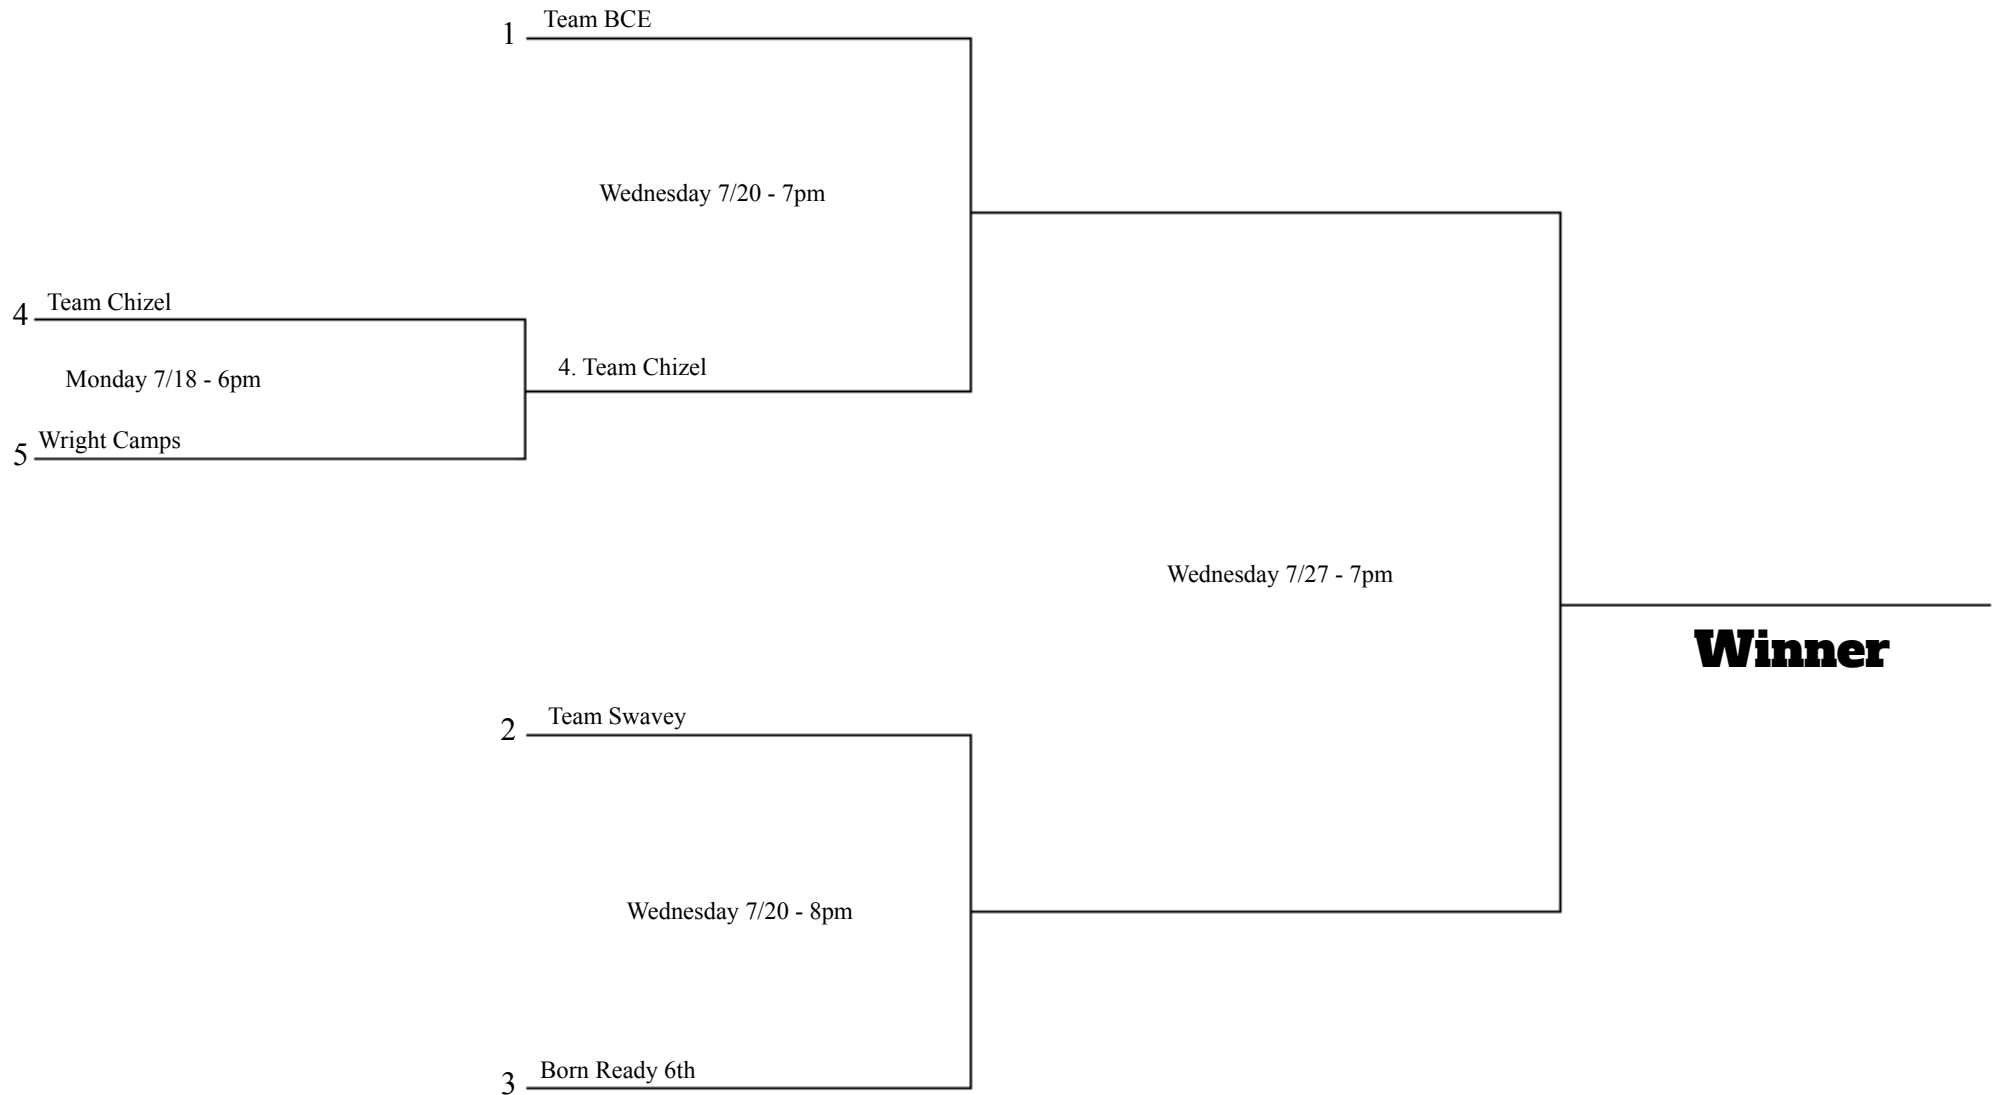 Team BCE
1
Wednesday 7/20 - 7pm
Team Chizel
4
Monday 7/18 - 6pm
4. Team Chizel
Wright Camps
5
Wednesday 7/27 - 7pm
Winner
Team Swavey
2
Wednesday 7/20 - 8pm
Born Ready 6th
3